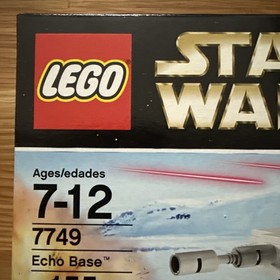 LEGO
STA
WA
Ages/edades
7-12
7749
Echo Base™